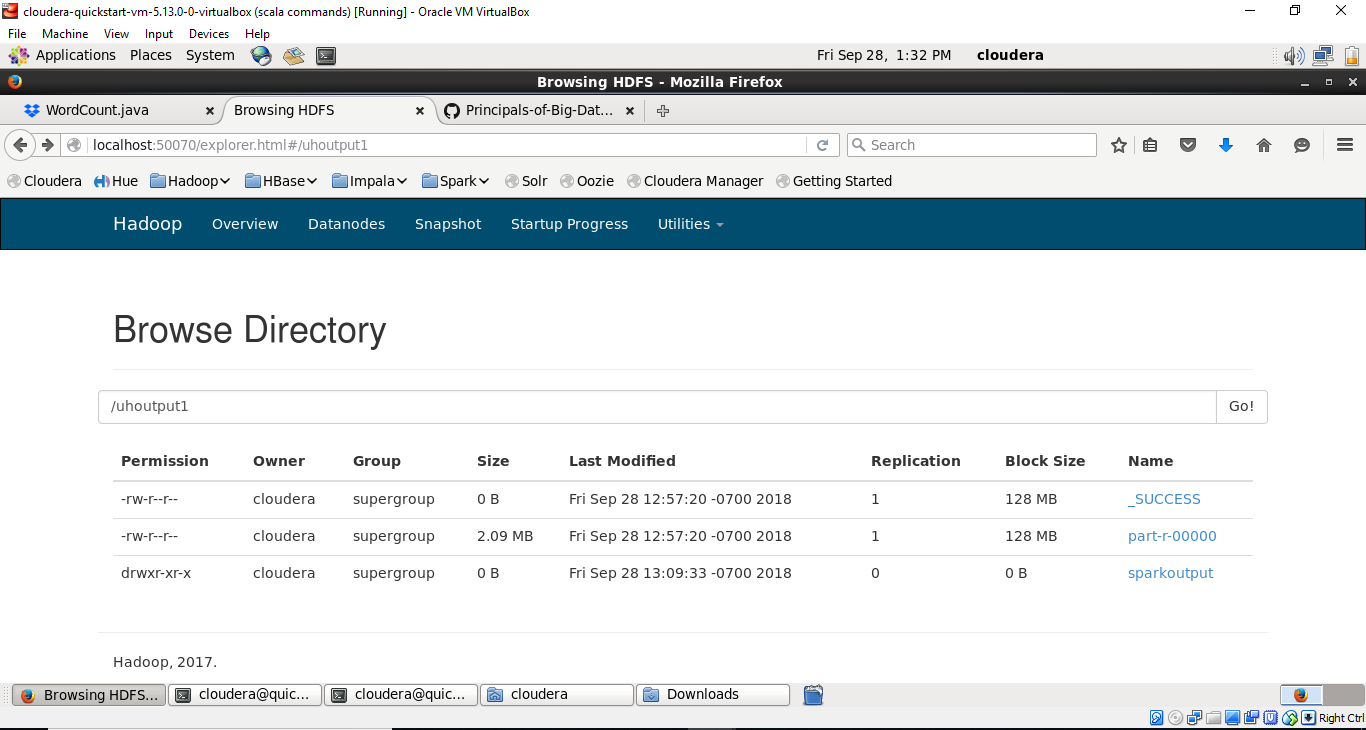 cloudera-quickstart-vm-5.13.0-0-virtualbox (scala commands) [Running] - Oracle VM VirtualBox
File Machine View Input Devices Help
Applications Places System Fri Sep 28, 1:32 PM cloudera
Browsing HDFS - Mozilla Firefox
WordCount.java Browsing HDFS Principals-of-Big-Dat...
localhost:50070/explorer.html#/uhoutput1 Search
Cloudera Hue Hadoop HBase Impala Spark Solr Oozie Cloudera Manager Getting Started
Hadoop Overview Datanodes Snapshot Startup Progress Utilities
Browse Directory
/uhoutput1 Go!
Permission Owner Group Size Last Modified Replication Block Size Name
-rw-r--r-- cloudera supergroup 0 B Fri Sep 28 12:57:20 -0700 2018 1 128 MB _SUCCESS
-rw-r--r-- cloudera supergroup 2.09 MB Fri Sep 28 12:57:20 -0700 2018 1 128 MB part-r-00000
drwxr-xr-x cloudera supergroup 0 B Fri Sep 28 13:09:33 -0700 2018 0 0 B sparkoutput
Hadoop, 2017.
Browsing HDFS... cloudera@quic... cloudera@quic... cloudera Downloads
Right Ctrl